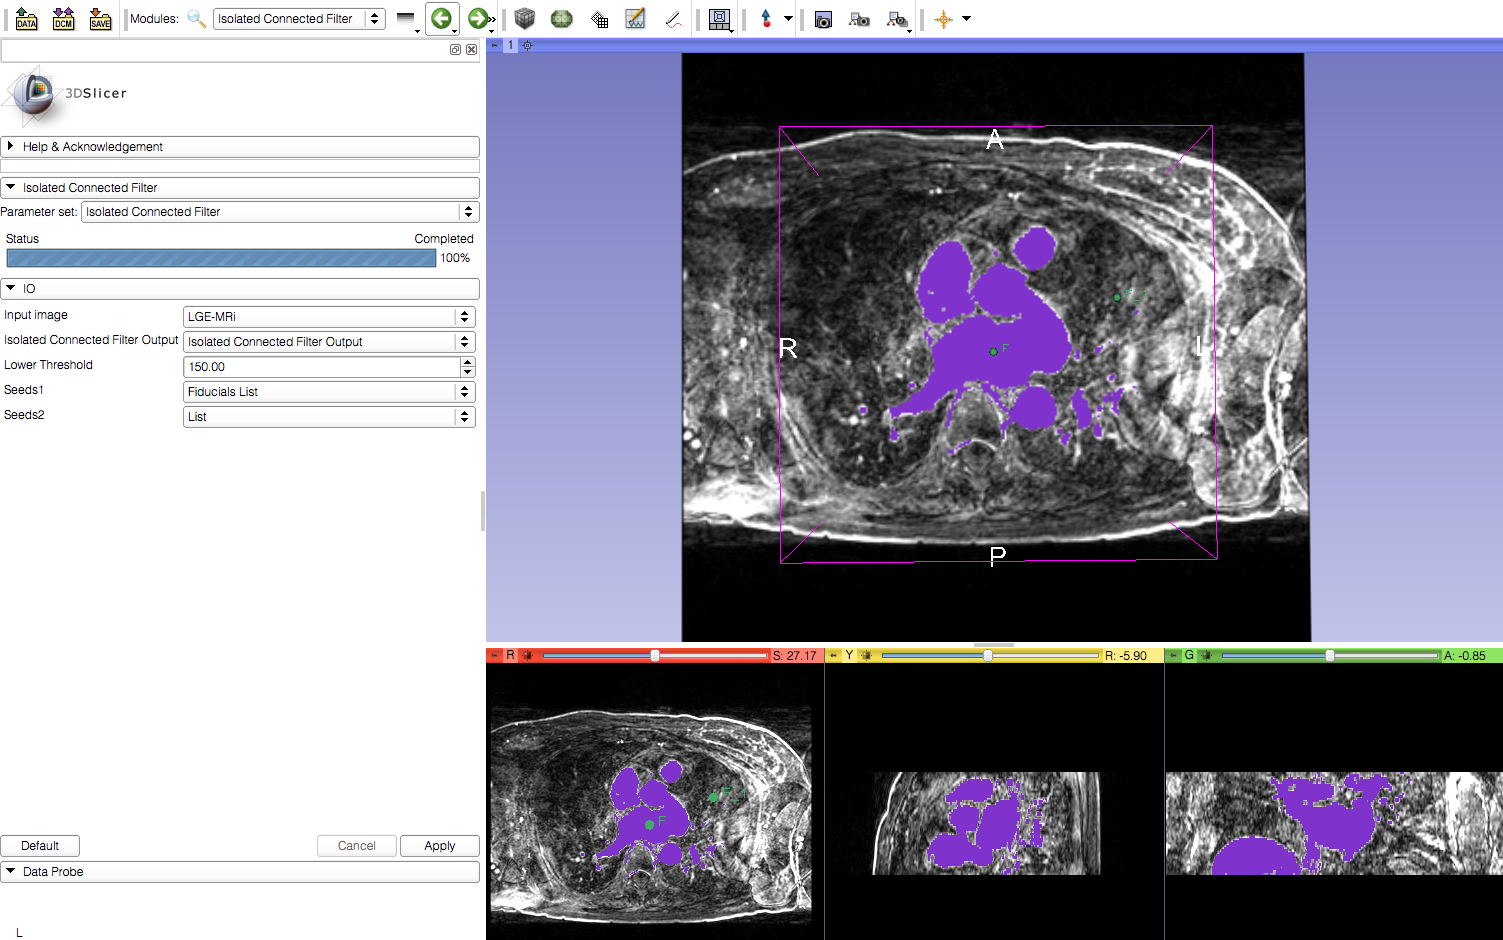 DATA
DCM
SAVE
Modules:
Isolated Connected Filter
1
3DSlicer
Help & Acknowledgement
Isolated Connected Filter
Parameter set: Isolated Connected Filter
Status
Completed
100%
IO
Input image
LGE-MRi
Isolated Connected Filter Output
Isolated Connected Filter Output
Lower Threshold
150.00
Seeds1
Fiducials List
Seeds2
List
Default
Cancel
Apply
Data Probe
L
A
R
L
P
F
R
S: 27.17
Y
R: -5.90
G
A: -0.85
F